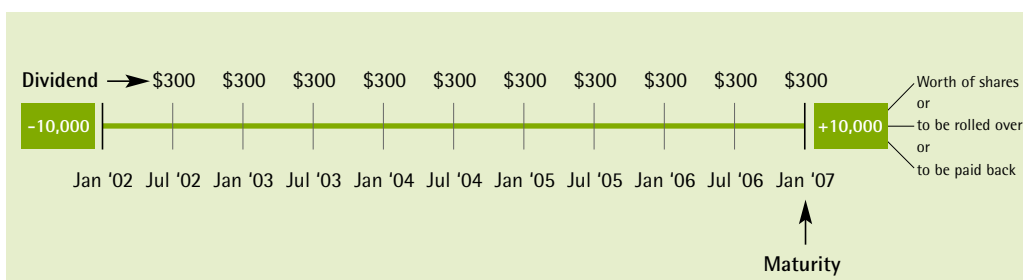 Dividend $300 $300 $300 $300 $300 $300 $300 $300 $300 $300
-10,000
+10,000
Worth of shares
or
to be rolled over
or
to be paid back
Jan ‘02 Jul ‘02 Jan ‘03 Jul ‘03 Jan ‘04 Jul ‘04 Jan ‘05 Jul ‘05 Jan ‘06 Jul ‘06 Jan ‘07
Maturity